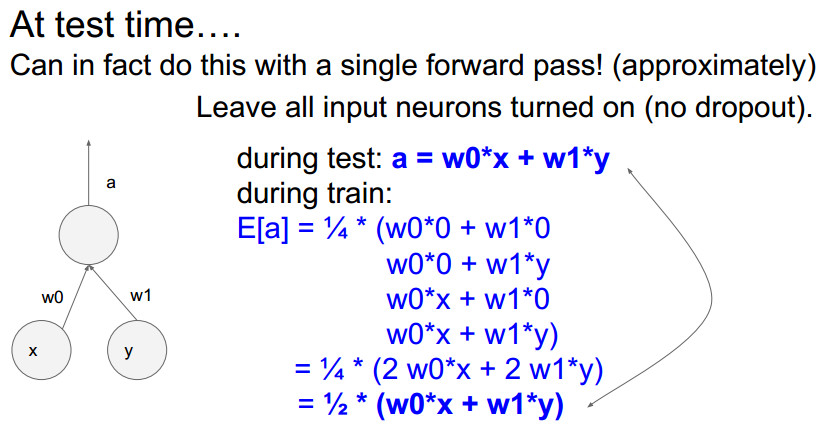 At test time….
Can in fact do this with a single forward pass! (approximately)
Leave all input neurons turned on (no dropout).
during test: a = w0*x + w1*y
during train:
E[a] = ¼ * (w0*0 + w1*0
w0*0 + w1*y
w0*x + w1*0
w0*x + w1*y)
= ¼ * (2 w0*x + 2 w1*y)
= ½ * (w0*x + w1*y)
a
w0
w1
x
y